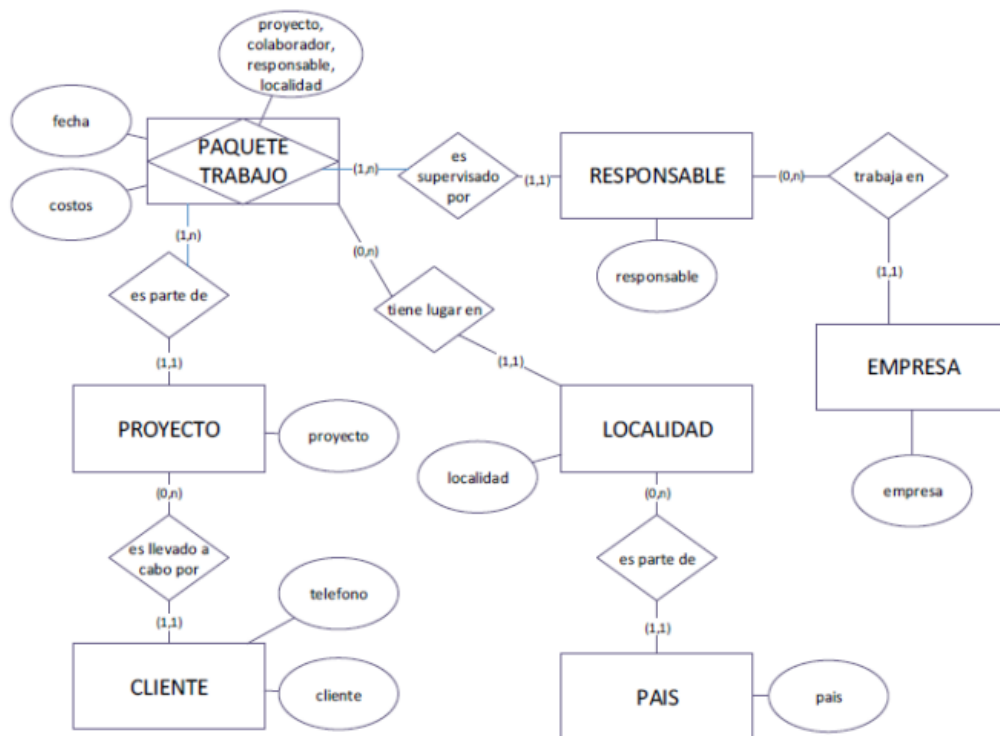 proyecto,
colaborador,
responsable,
localidad
fecha
PAQUETE
TRABAJO
costos
(1,n)
es
supervisado
por
(1,1)
RESPONSABLE
(0,n)
trabaja en
responsable
(1,1)
EMPRESA
empresa
(1,n)
es parte de
(1,1)
(0,n)
tiene lugar en
(1,1)
PROYECTO
proyecto
LOCALIDAD
localidad
(0,n)
es llevado a
cabo por
(1,1)
(0,n)
es parte de
(1,1)
telefono
CLIENTE
cliente
PAIS
pais